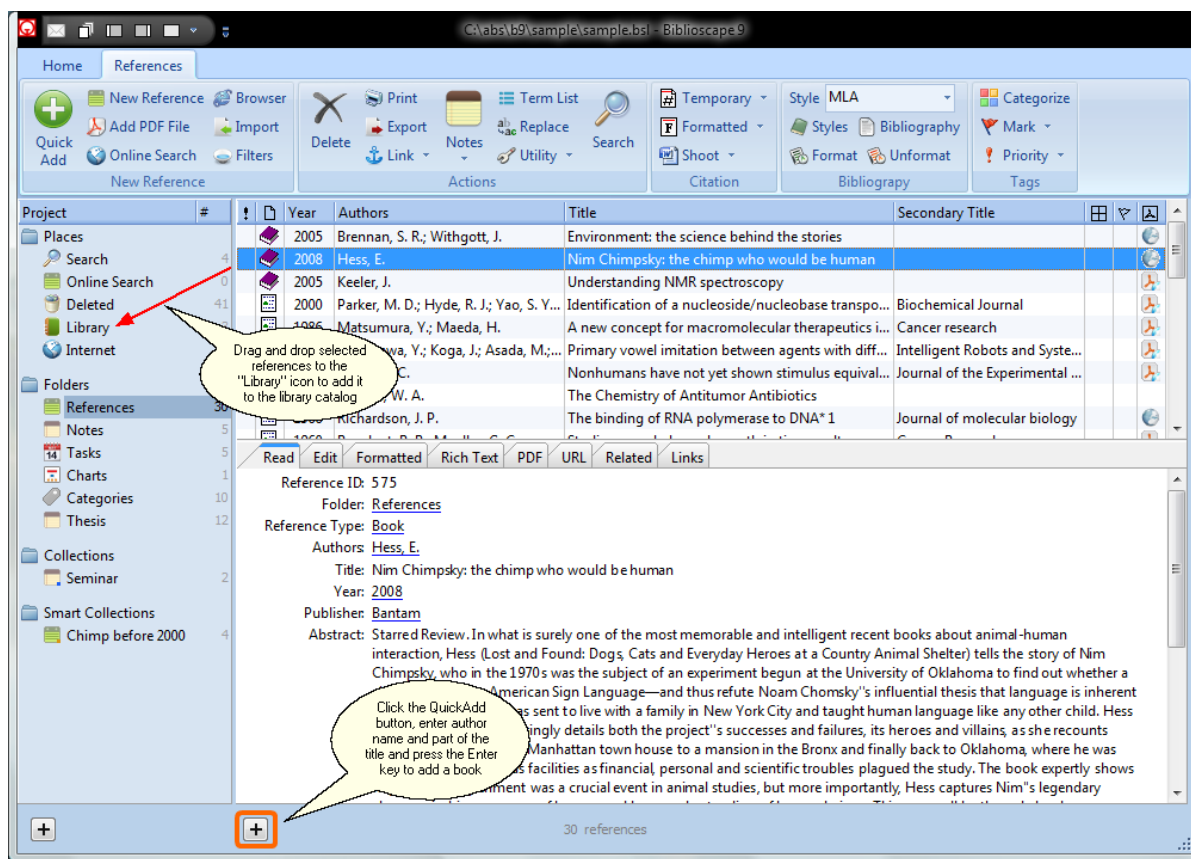 C:\abs\b9\sample\sample.bsl - Biblioscape 9
Home References
Quick Add
New Reference Browser
Add PDF File Import
Online Search Filters
New Reference
Delete
Print
Export
Link
Notes
Term List
Replace
Utility
Search
Actions
Temporary
Formatted
Shoot
Citation
Style MLA
Styles Bibliography
Format Unformat
Bibliograpy
Categorize
Mark
Priority
Tags
Project #
Places
Search 4
Online Search 0
Deleted 41
Library
Internet
Folders
References 30
Notes 5
14 Tasks 5
Charts 1
Categories 10
Thesis 12
Collections
Seminar 2
Smart Collections
Chimp before 2000 4
Drag and drop selected
references to the
"Library" icon to add it
to the library catalog
! Year Authors Title Secondary Title
2005 Brennan, S. R.; Withgott, J. Environment: the science behind the stories
2008 Hess, E. Nim Chimpsky: the chimp who would be human
2005 Keeler, J. Understanding NMR spectroscopy
2000 Parker, M. D.; Hyde, R. J.; Yao, S. Y... Identification of a nucleoside/nucleobase transpo... Biochemical Journal
1986 Matsumura, Y.; Maeda, H. A new concept for macromolecular therapeutics i... Cancer research
Y.; Koga, J.; Asada, M.;... Primary vowel imitation between agents with diff... Intelligent Robots and Syste...
C. Nonhumans have not yet shown stimulus equival... Journal of the Experimental ...
W. A. The Chemistry of Antitumor Antibiotics
Richardson, J. P. The binding of RNA polymerase to DNA* 1 Journal of molecular biology
Read Edit Formatted Rich Text PDF URL Related Links
Reference ID: 575
Folder: References
Reference Type: Book
Authors: Hess, E.
Title: Nim Chimpsky: the chimp who would be human
Year: 2008
Publisher: Bantam
Abstract: Starred Review. In what is surely one of the most memorable and intelligent recent books about animal-human
interaction, Hess (Lost and Found: Dogs, Cats and Everyday Heroes at a Country Animal Shelter) tells the story of Nim
Chimpsky, who in the 1970s was the subject of an experiment begun at the University of Oklahoma to find out whether a
American Sign Language—and thus refute Noam Chomsky''s influential thesis that language is inherent
as sent to live with a family in New York City and taught human language like any other child. Hess
ingly details both the project''s successes and failures, its heroes and villains, as she recounts
Manhattan town house to a mansion in the Bronx and finally back to Oklahoma, where he was
s facilities as financial, personal and scientific troubles plagued the study. The book expertly shows
ment was a crucial event in animal studies, but more importantly, Hess captures Nim''s legendary
Click the QuickAdd
button, enter author
name and part of the
title and press the Enter
key to add a book
30 references